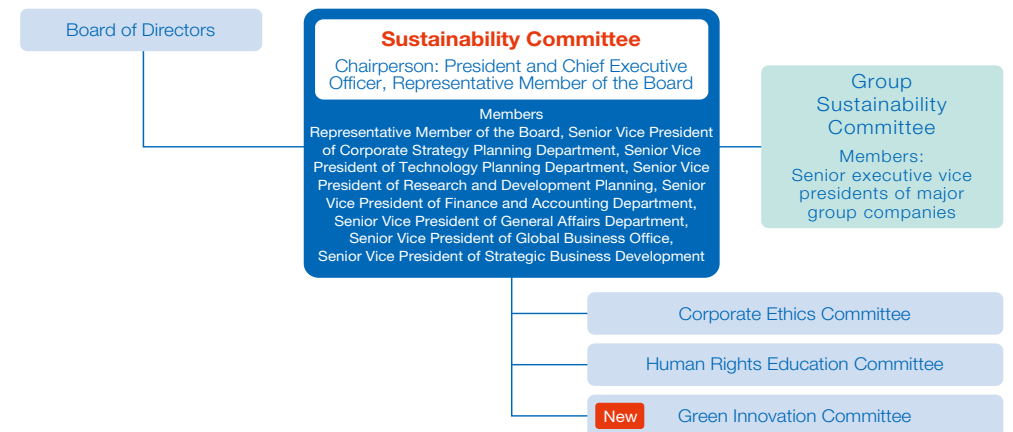 Board of Directors
Sustainability Committee
Chairperson: President and Chief Executive
Officer, Representative Member of the Board
Members
Representative Member of the Board, Senior Vice President
of Corporate Strategy Planning Department, Senior Vice
President of Technology Planning Department, Senior Vice
President of Research and Development Planning, Senior
Vice President of Finance and Accounting Department,
Senior Vice President of General Affairs Department,
Senior Vice President of Global Business Office,
Senior Vice President of Strategic Business Development
Group
Sustainability
Committee
Members:
Senior executive vice
presidents of major
group companies
Corporate Ethics Committee
Human Rights Education Committee
New Green Innovation Committee